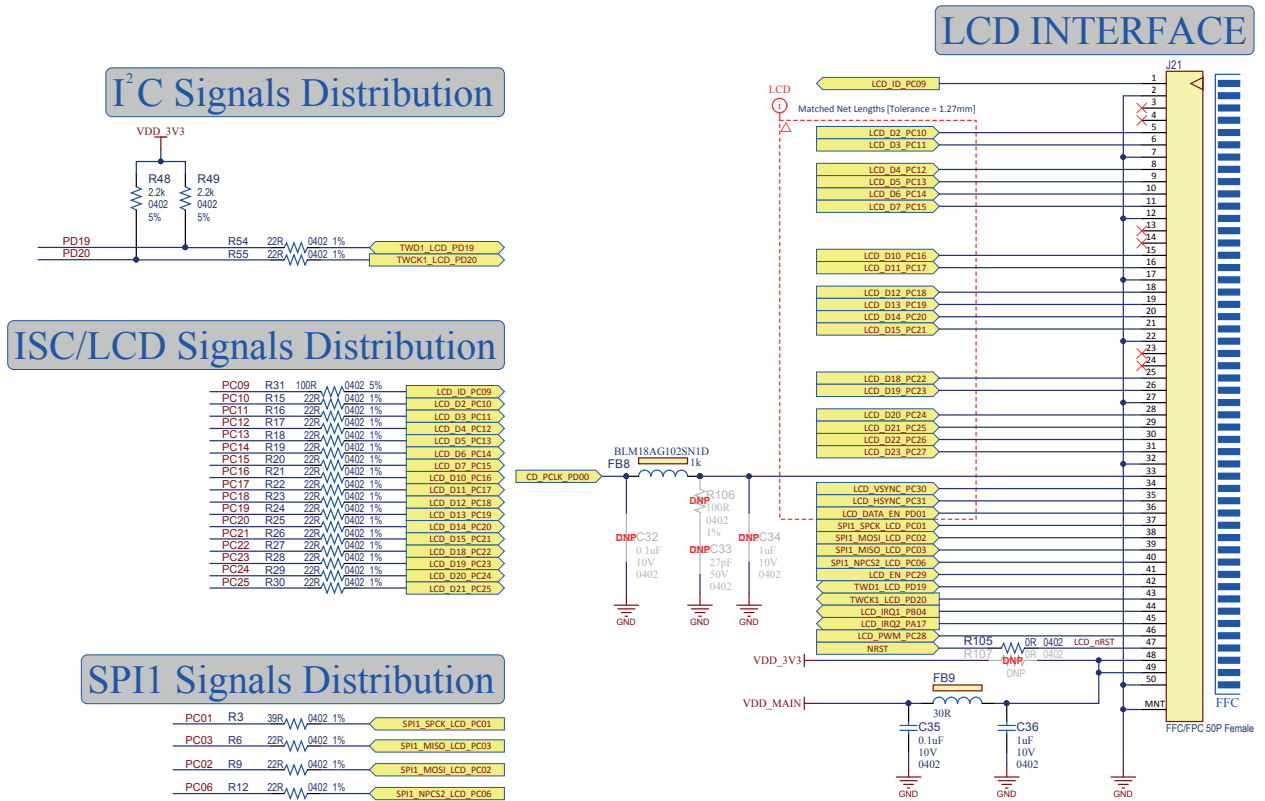 LCD INTERFACE
I²C Signals Distribution
VDD_3V3
R48
2.2k
0402
5%
R49
2.2k
0402
5%
PD19 R54 22R 0402 1% TWD1_LCD_PD19
PD20 R55 22R 0402 1% TWCK1_LCD_PD20
ISC/LCD Signals Distribution
PC09 R31 100R 0402 5% LCD_ID_PC09
PC10 R15 22R 0402 1% LCD_D2_PC10
PC11 R16 22R 0402 1% LCD_D3_PC11
PC12 R17 22R 0402 1% LCD_D4_PC12
PC13 R18 22R 0402 1% LCD_D5_PC13
PC14 R19 22R 0402 1% LCD_D6_PC14
PC15 R20 22R 0402 1% LCD_D7_PC15
PC16 R21 22R 0402 1% LCD_D10_PC16
PC17 R22 22R 0402 1% LCD_D11_PC17
PC18 R23 22R 0402 1% LCD_D12_PC18
PC19 R24 22R 0402 1% LCD_D13_PC19
PC20 R25 22R 0402 1% LCD_D14_PC20
PC21 R26 22R 0402 1% LCD_D15_PC21
PC22 R27 22R 0402 1% LCD_D18_PC22
PC23 R28 22R 0402 1% LCD_D19_PC23
PC24 R29 22R 0402 1% LCD_D20_PC24
PC25 R30 22R 0402 1% LCD_D21_PC25
SPI1 Signals Distribution
PC01 R3 39R 0402 1% SPI1_SPCK_LCD_PC01
PC03 R6 22R 0402 1% SPI1_MISO_LCD_PC03
PC02 R9 22R 0402 1% SPI1_MOSI_LCD_PC02
PC06 R12 22R 0402 1% SPI1_NPCS2_LCD_PC06
LCD
1
Matched Net Lengths [Tolerance = 1.27mm]
J21
LCD_ID_PC09 1
2
3
4
LCD_D2_PC10 5
LCD_D3_PC11 6
7
LCD_D4_PC12 8
LCD_D5_PC13 9
LCD_D6_PC14 10
LCD_D7_PC15 11
12
13
14
LCD_D10_PC16 15
LCD_D11_PC17 16
17
LCD_D12_PC18 18
LCD_D13_PC19 19
LCD_D14_PC20 20
LCD_D15_PC21 21
22
23
24
LCD_D18_PC22 25
LCD_D19_PC23 26
27
LCD_D20_PC24 28
LCD_D21_PC25 29
LCD_D22_PC26 30
LCD_D23_PC27 31
32
33
LCD_VSYNC_PC30 34
LCD_HSYNC_PC31 35
LCD_DATA_EN_PD01 36
SPI1_SPCK_LCD_PC01 37
SPI1_MOSI_LCD_PC02 38
SPI1_MISO_LCD_PC03 39
SPI1_NPCS2_LCD_PC06 40
LCD_EN_PC29 41
TWD1_LCD_PD19 42
TWCK1_LCD_PD20 43
LCD_IRQ1_PB04 44
LCD_IRQ2_PA17 45
LCD_PWM_PC28 46
NRST R105 0R 0402 LCD_nRST 47
VDD_3V3 R107 DNP 0R 0402 48
DNP
49
50
MNT
FFC
FFC/FPC 50P Female
BLM18AG102SN1D
FB8 1k
CD_PCLK_PD00
DNP C32
0.1uF
10V
0402
GND
DNP R106
100R
0402
1%
DNP C33
27pF
50V
0402
GND
DNP C34
1uF
10V
0402
GND
VDD_MAIN
FB9
30R
C35
0.1uF
10V
0402
GND
C36
1uF
10V
0402
GND
GND